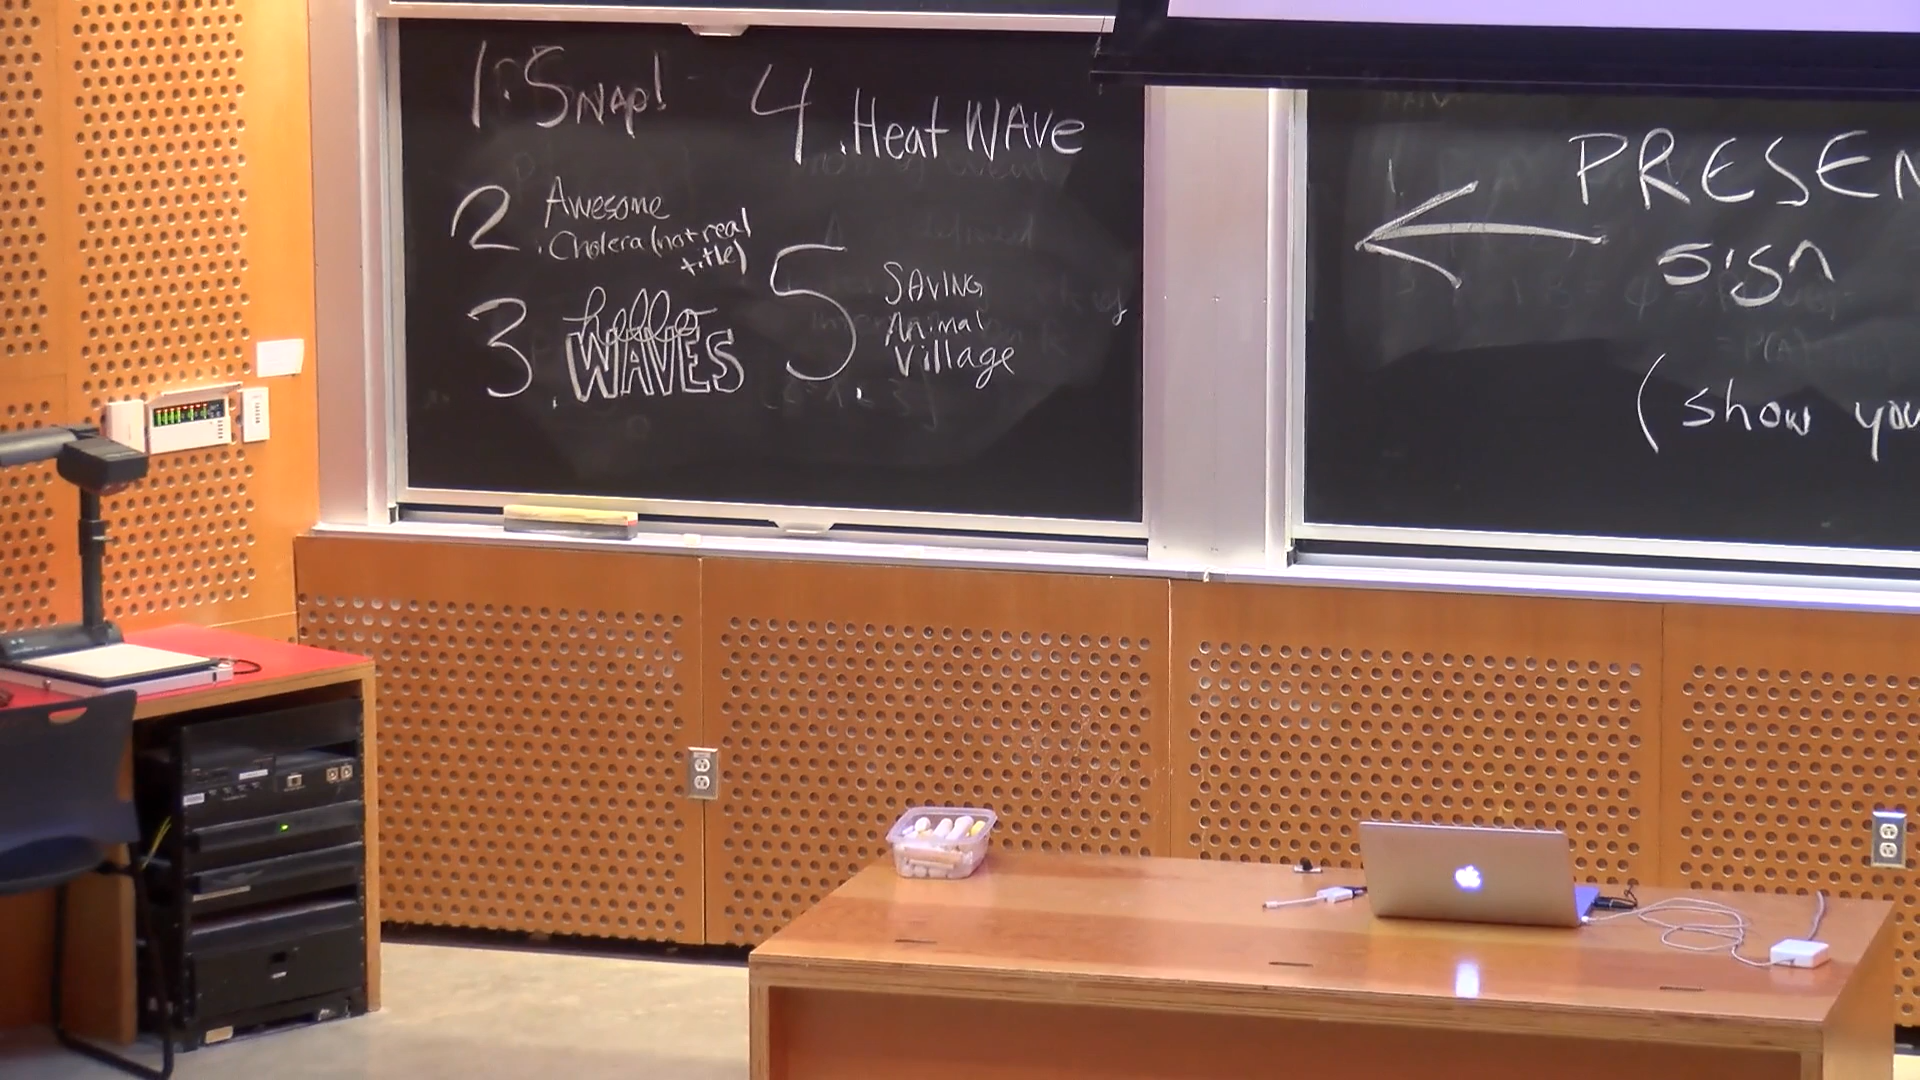 1. Snap!
2. Awesome
Cholera (not real
title)
3. hello
WAVES
4. Heat WAVe
5. SAVING
Animal
Village
PRESEN
sign
(show you